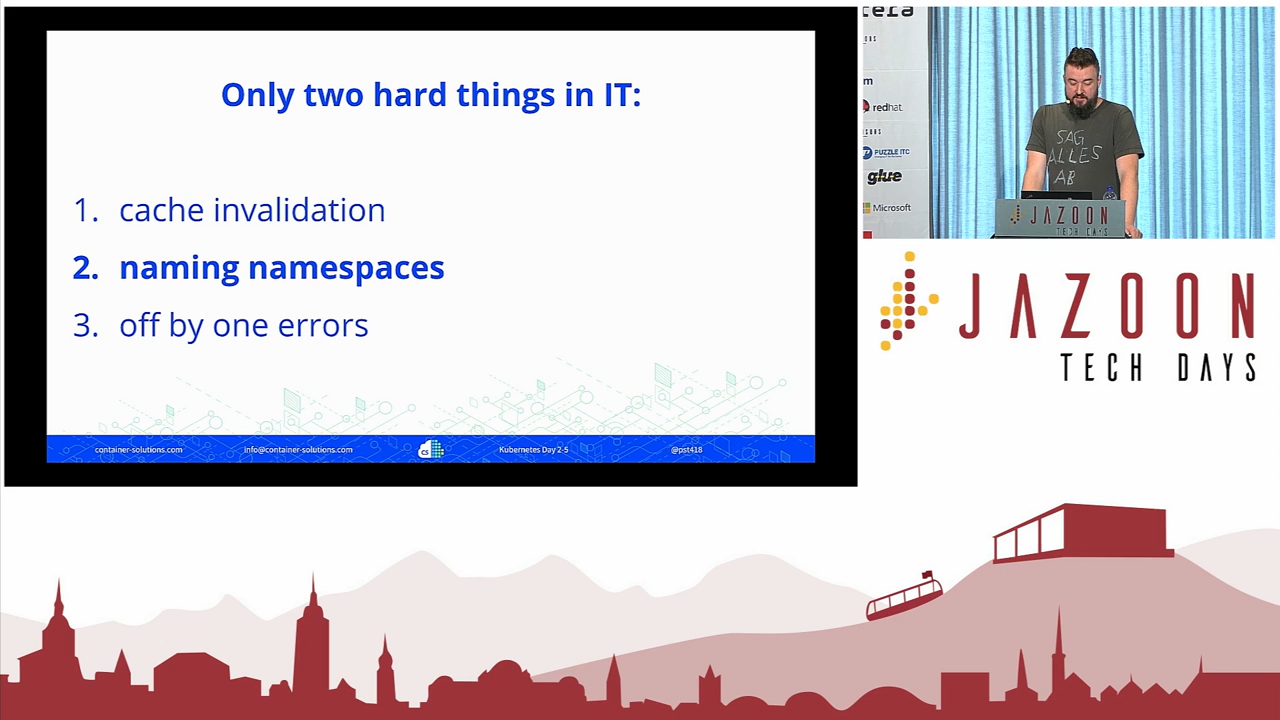 Only two hard things in IT:
1. cache invalidation
2. naming namespaces
3. off by one errors
container-solutions.com
info@container-solutions.com
cs
Kubernetes Day 2-5
@pst418
redhat.
PUZZLE ITC
glue
Microsoft
SAG
ALLES
AB
JAZOON
TECH DAYS
JAZOON
TECH DAYS